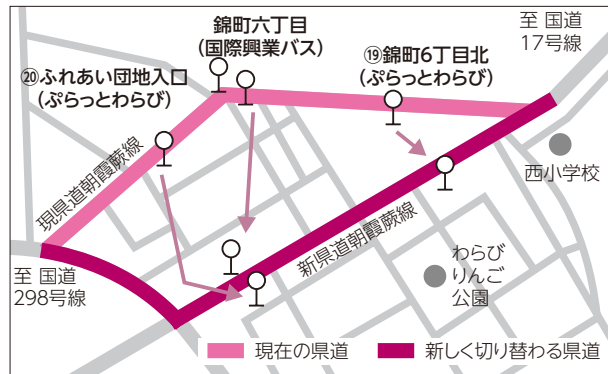 錦町六丁目
(国際興業バス)
至 国道
17号線
⑲錦町6丁目北
(ぷらっとわらび)
⑳ふれあい団地入口
(ぷらっとわらび)
現県道朝霞蕨線
西小学校
新県道朝霞蕨線
わらび
りんご
公園
至 国道
298号線
現在の県道
新しく切り替わる県道